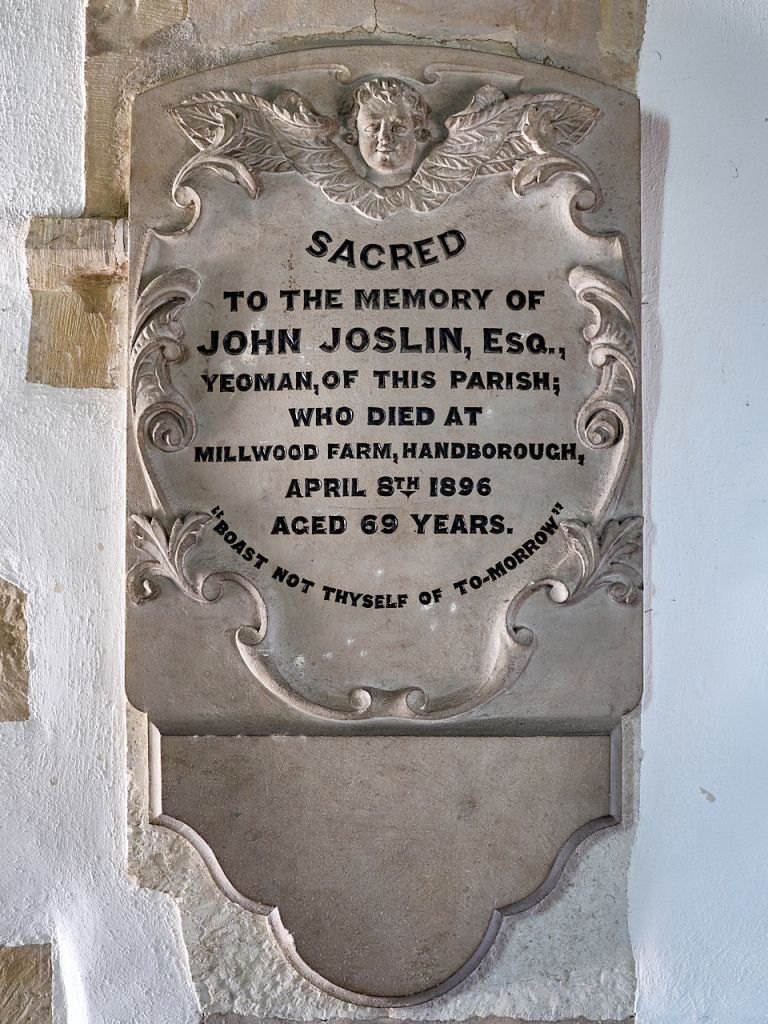 SACRED
TO THE MEMORY OF
JOHN JOSLIN, ESQ.,
YEOMAN, OF THIS PARISH;
WHO DIED AT
MILLWOOD FARM, HANDBOROUGH,
APRIL 8TH 1896
AGED 69 YEARS.
"BOAST NOT THYSELF OF TO-MORROW"